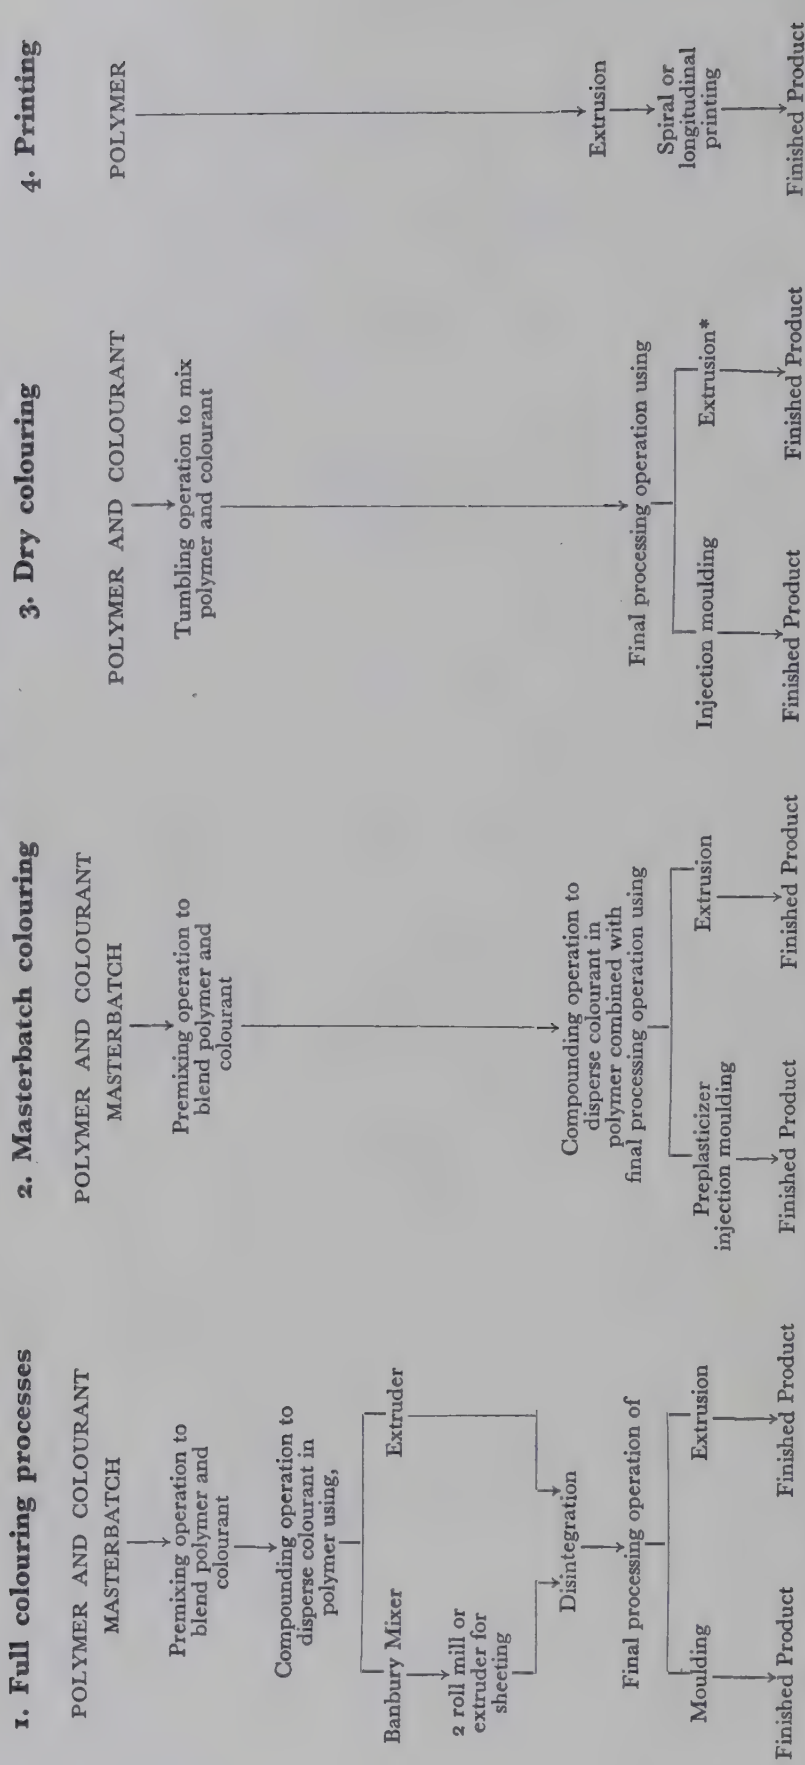 1. Full colouring processes
POLYMER AND COLOURANT
MASTERBATCH
Premixing operation to
blend polymer and
colourant
Compounding operation to
disperse colourant in
polymer using,
Banbury Mixer
Extruder
2 roll mill or
extruder for
sheeting
Disintegration
Final processing operation of
Moulding
Extrusion
Finished Product
Finished Product
2. Masterbatch colouring
POLYMER AND COLOURANT
MASTERBATCH
Premixing operation to
blend polymer and
colourant
Compounding operation to
disperse colourant in
polymer combined with
final processing operation using
Preplasticizer
injection moulding
Extrusion
Finished Product
Finished Product
3. Dry colouring
POLYMER AND COLOURANT
Tumbling operation to mix
polymer and colourant
Final processing operation using
Injection moulding
Extrusion*
Finished Product
Finished Product
4. Printing
POLYMER
Extrusion
Spiral or
longitudinal
printing
Finished Product